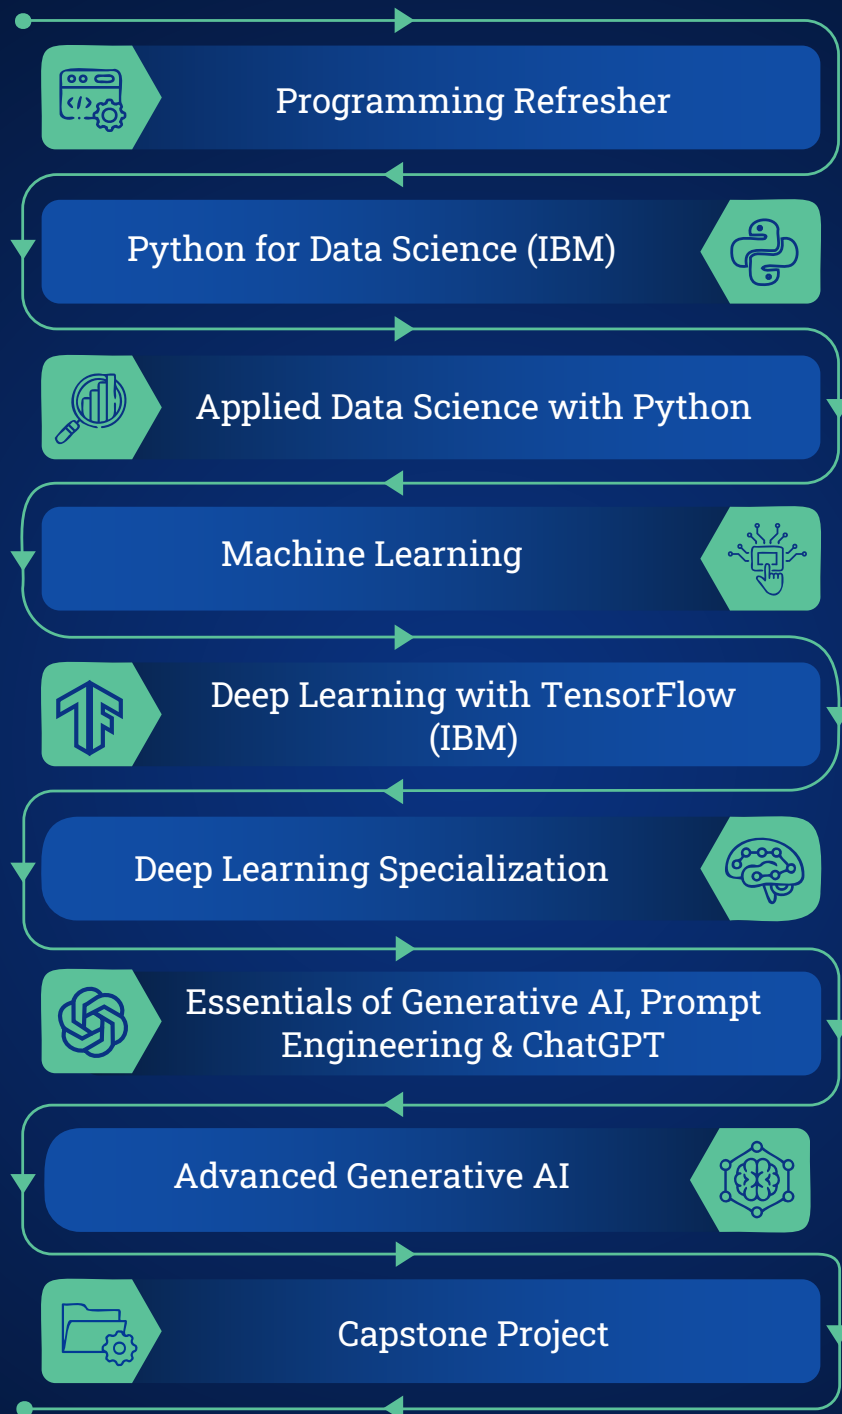 Programming Refresher
Python for Data Science (IBM)
Applied Data Science with Python
Machine Learning
Deep Learning with TensorFlow
(IBM)
Deep Learning Specialization
Essentials of Generative AI, Prompt
Engineering & ChatGPT
Advanced Generative AI
Capstone Project